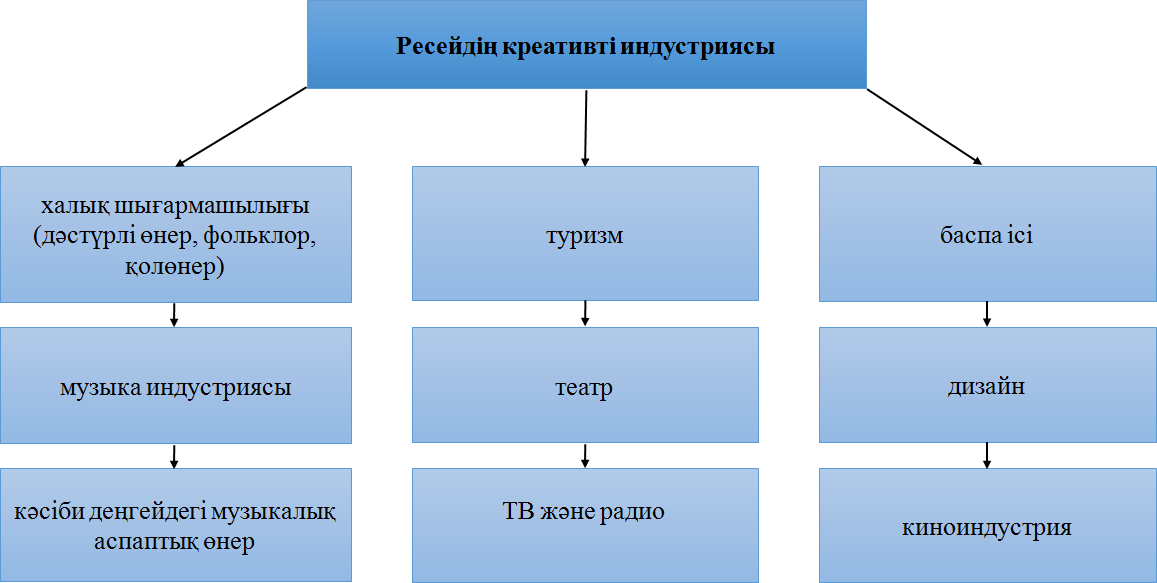 Ресейдің креативті индустриясы
халық шығармашылығы
(дәстүрлі өнер, фольклор,
қолөнер)
туризм
баспа ісі
музыка индустриясы
театр
дизайн
кәсіби деңгейдегі музыкалық
аспаптық өнер
ТВ және радио
киноиндустрия